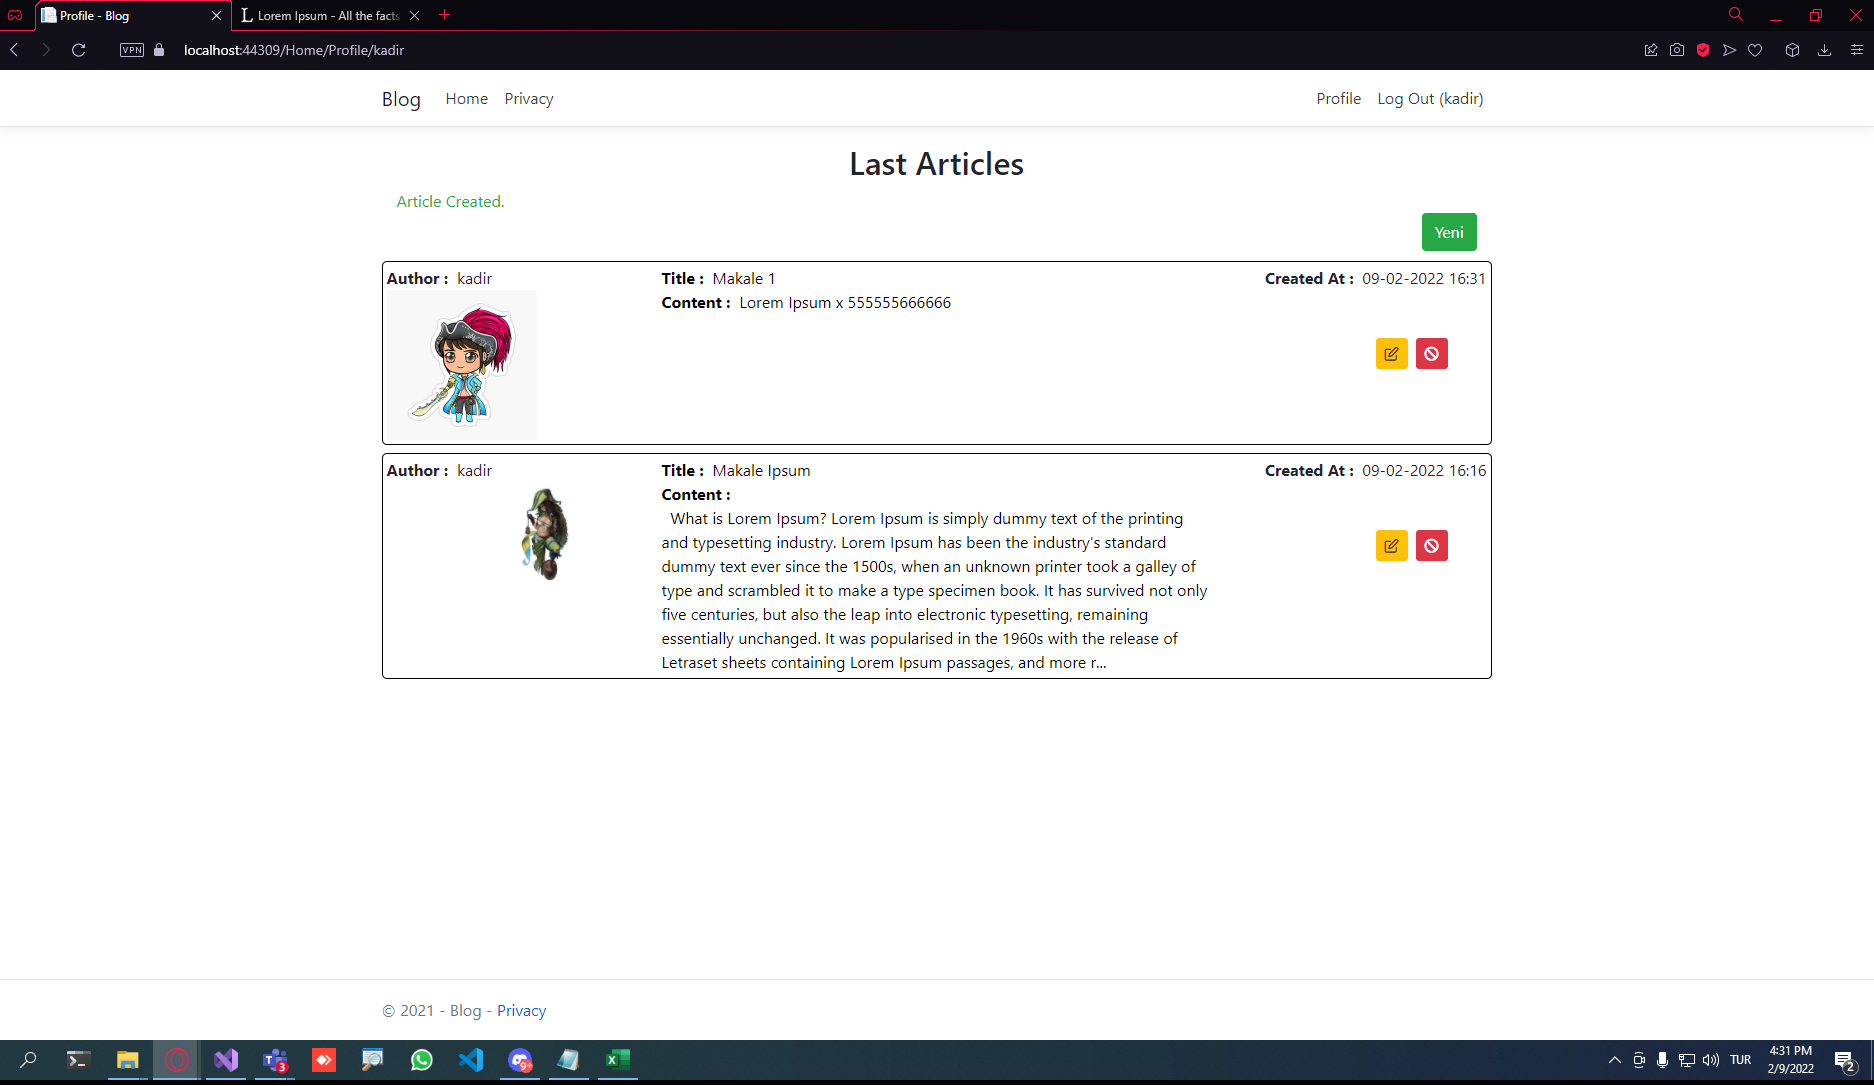 Profile - Blog
Lorem Ipsum - All the facts
VPN
localhost:44309/Home/Profile/kadir
Blog Home Privacy Profile Log Out (kadir)
Last Articles
Article Created.
Yeni
Author : kadir Title : Makale 1 Created At : 09-02-2022 16:31
Content : Lorem Ipsum x 555555666666
Author : kadir Title : Makale Ipsum Created At : 09-02-2022 16:16
Content :
What is Lorem Ipsum? Lorem Ipsum is simply dummy text of the printing
and typesetting industry. Lorem Ipsum has been the industry's standard
dummy text ever since the 1500s, when an unknown printer took a galley of
type and scrambled it to make a type specimen book. It has survived not only
five centuries, but also the leap into electronic typesetting, remaining
essentially unchanged. It was popularised in the 1960s with the release of
Letraset sheets containing Lorem Ipsum passages, and more r...
© 2021 - Blog - Privacy
3
9+
TUR
4:31 PM
2/9/2022
2